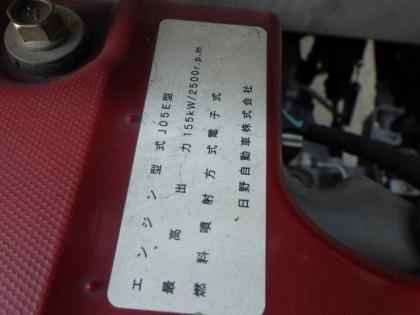 エンジン型式 J05E型
最高出力 155kW/2500r.p.m
燃料噴射方式 電子式
日野自動車株式会社